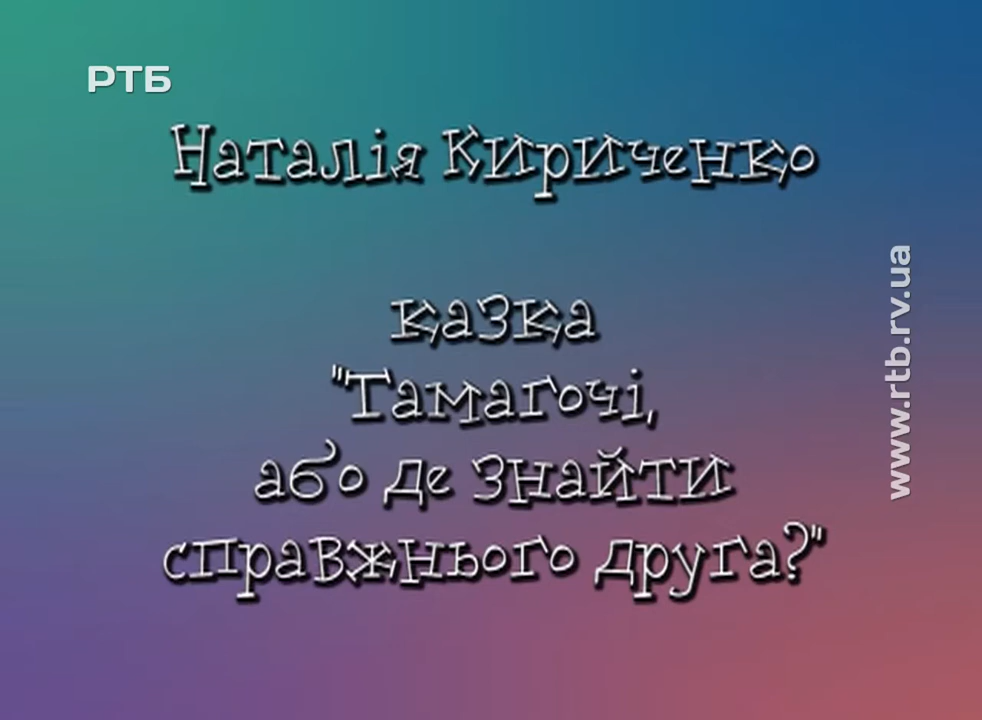 РТБ
Наталія Кириченко
казка
"Тамагочі,
або де знайти
справжнього друга?"
www.rtb.rv.ua